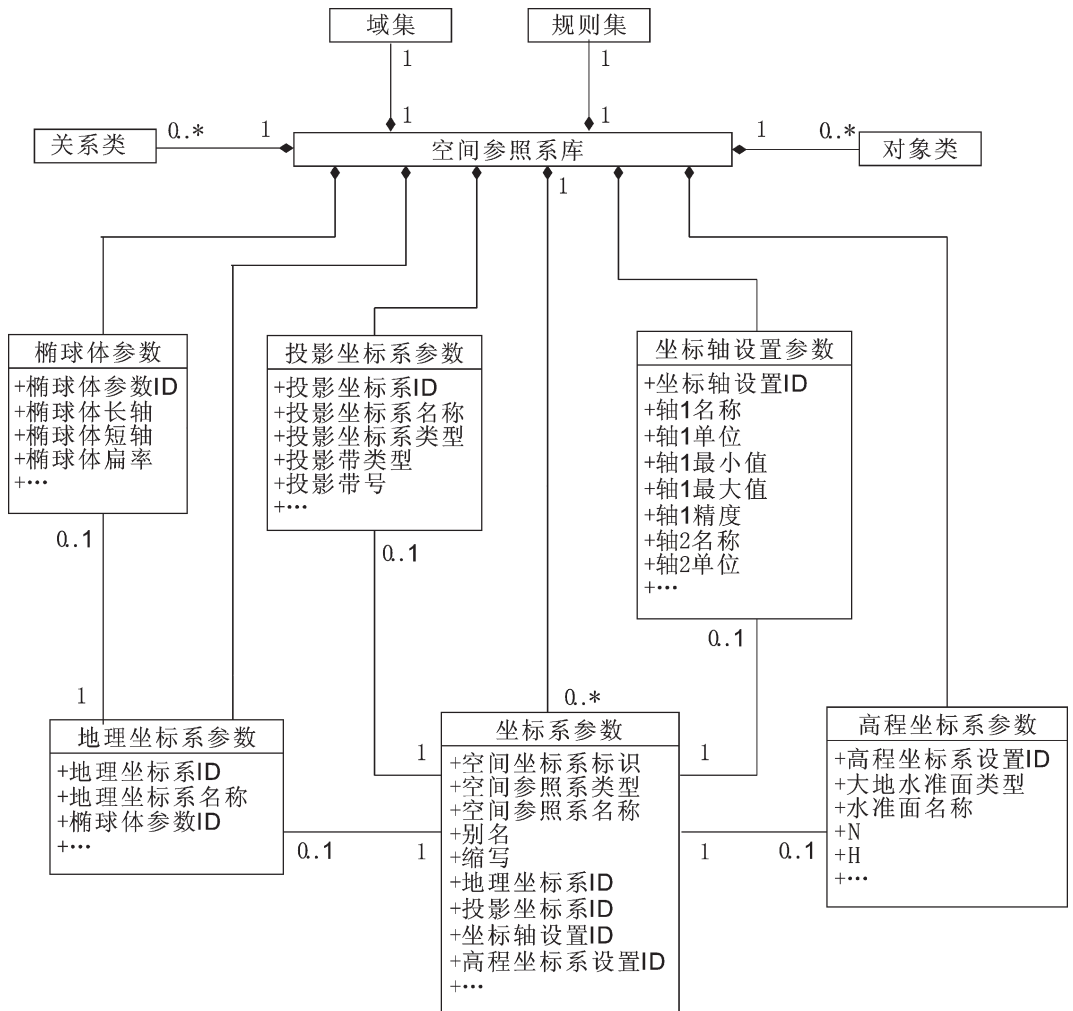 域集
规则集
1
1
1
1
关系类
0..*
1
空间参照系库
1
0..*
对象类
1
椭球体参数
+椭球体参数ID
+椭球体长轴
+椭球体短轴
+椭球体扁率
+…
投影坐标系参数
+投影坐标系ID
+投影坐标系名称
+投影坐标系类型
+投影带类型
+投影带号
+…
坐标轴设置参数
+坐标轴设置ID
+轴1名称
+轴1单位
+轴1最小值
+轴1最大值
+轴1精度
+轴2名称
+轴2单位
+…
0..1
0..1
0..1
1
0..*
地理坐标系参数
+地理坐标系ID
+地理坐标系名称
+椭球体参数ID
+…
1
1
0..1
1
坐标系参数
+空间坐标系标识
+空间参照系类型
+空间参照系名称
+别名
+缩写
+地理坐标系ID
+投影坐标系ID
+坐标轴设置ID
+高程坐标系设置ID
+…
1
0..1
高程坐标系参数
+高程坐标系设置ID
+大地水准面类型
+水准面名称
+N
+H
+…